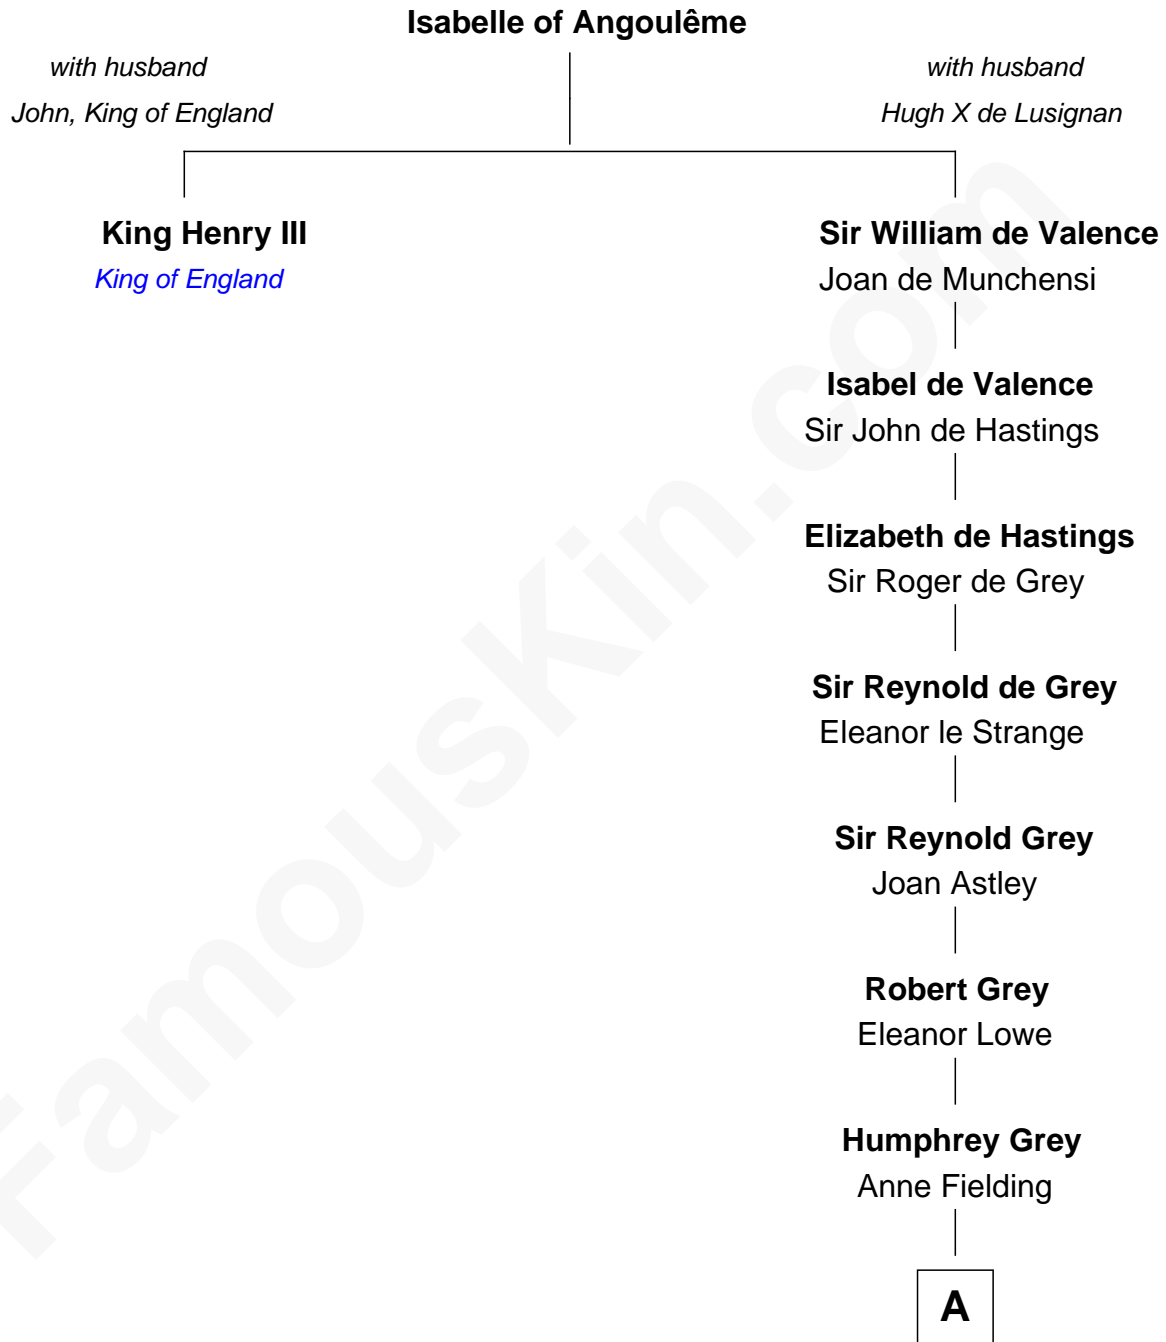 Isabelle of Angoulême
with husband
John, King of England
with husband
Hugh X de Lusignan
King Henry III
King of England
Sir William de Valence
Joan de Munchensi
Isabel de Valence
Sir John de Hastings
Elizabeth de Hastings
Sir Roger de Grey
Sir Reynold de Grey
Eleanor le Strange
Sir Reynold Grey
Joan Astley
Robert Grey
Eleanor Lowe
Humphrey Grey
Anne Fielding
A
FamousKin.com